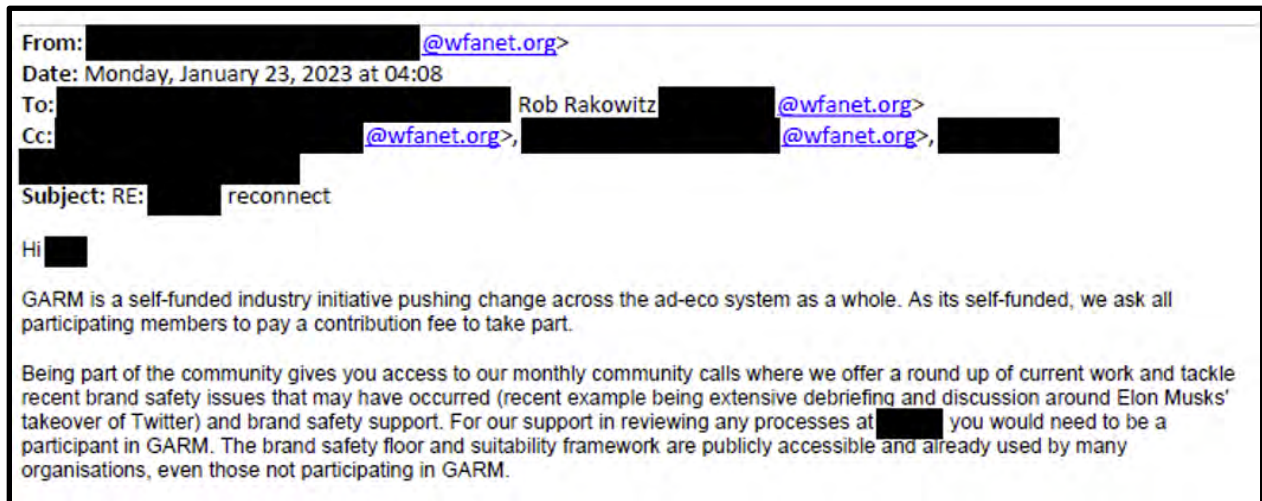 From: @wfanet.org>
Date: Monday, January 23, 2023 at 04:08
To: Rob Rakowitz @wfanet.org>
Cc: @wfanet.org>, @wfanet.org>,
Subject: RE: reconnect
Hi
GARM is a self-funded industry initiative pushing change across the ad-eco system as a whole. As its self-funded, we ask all
participating members to pay a contribution fee to take part.
Being part of the community gives you access to our monthly community calls where we offer a round up of current work and tackle
recent brand safety issues that may have occurred (recent example being extensive debriefing and discussion around Elon Musks'
takeover of Twitter) and brand safety support. For our support in reviewing any processes at you would need to be a
participant in GARM. The brand safety floor and suitability framework are publicly accessible and already used by many
organisations, even those not participating in GARM.